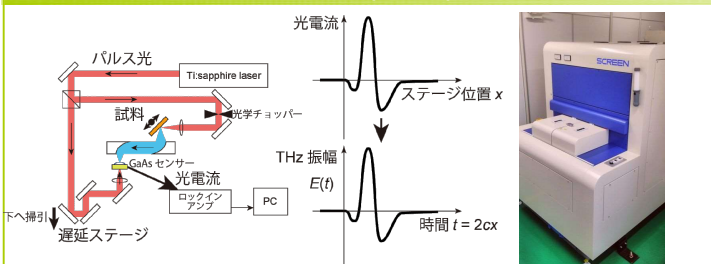 パルス光
Ti:sapphire laser
試料
光学チョッパー
GaAs センサー
光電流
ロックイン
アンプ
PC
下へ掃引
遅延ステージ
光電流
ステージ位置 x
THz 振幅
E(t)
時間 t = 2cx
SCREEN
SCREEN